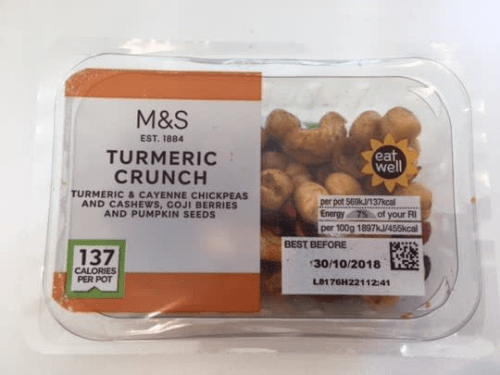 M&S
EST. 1884
TURMERIC
CRUNCH
TURMERIC & CAYENNE CHICKPEAS
AND CASHEWS, GOJI BERRIES
AND PUMPKIN SEEDS
137
CALORIES
PER POT
eat
well
per pot 569kJ/137kcal
Energy 7% of your RI
per 100g 1897kJ/455kcal
BEST BEFORE
30/10/2018
L8176H22112:41